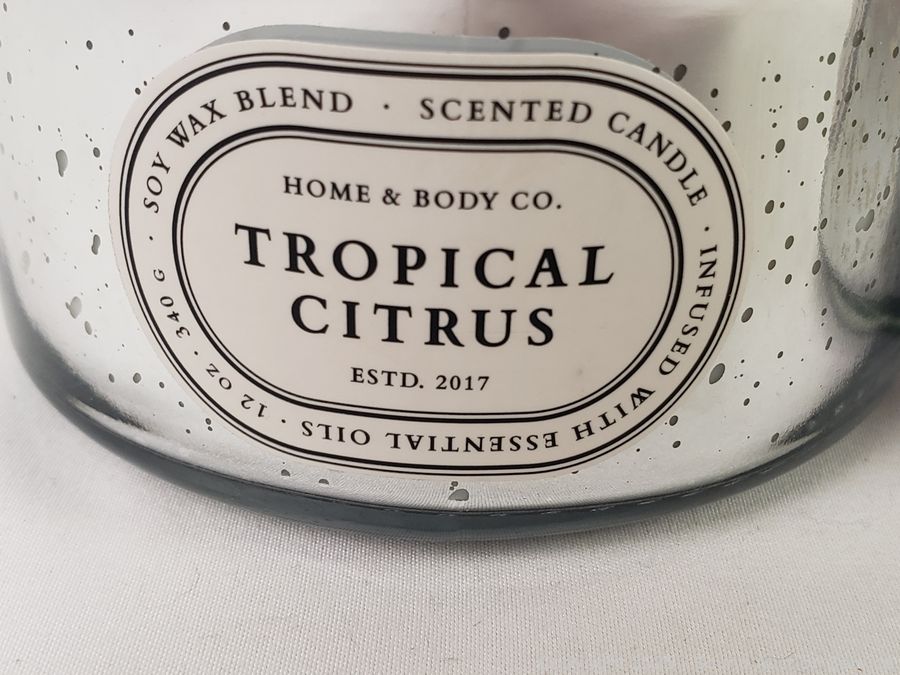 SOY WAX BLEND · SCENTED CANDLE · INFUSED WITH ESSENTIAL OILS · 12 OZ · 340 G ·
HOME & BODY CO.
TROPICAL
CITRUS
ESTD. 2017